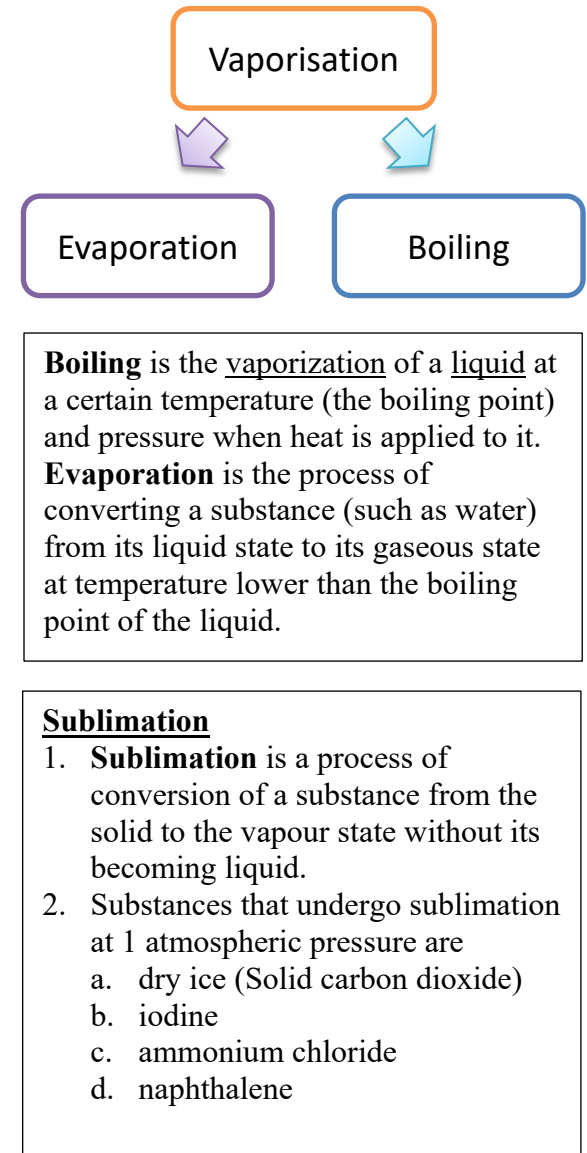 Vaporisation
Evaporation
Boiling
Boiling is the vaporization of a liquid at
a certain temperature (the boiling point)
and pressure when heat is applied to it.
Evaporation is the process of
converting a substance (such as water)
from its liquid state to its gaseous state
at temperature lower than the boiling
point of the liquid.
Sublimation
1. Sublimation is a process of
conversion of a substance from the
solid to the vapour state without its
becoming liquid.
2. Substances that undergo sublimation
at 1 atmospheric pressure are
a. dry ice (Solid carbon dioxide)
b. iodine
c. ammonium chloride
d. naphthalene